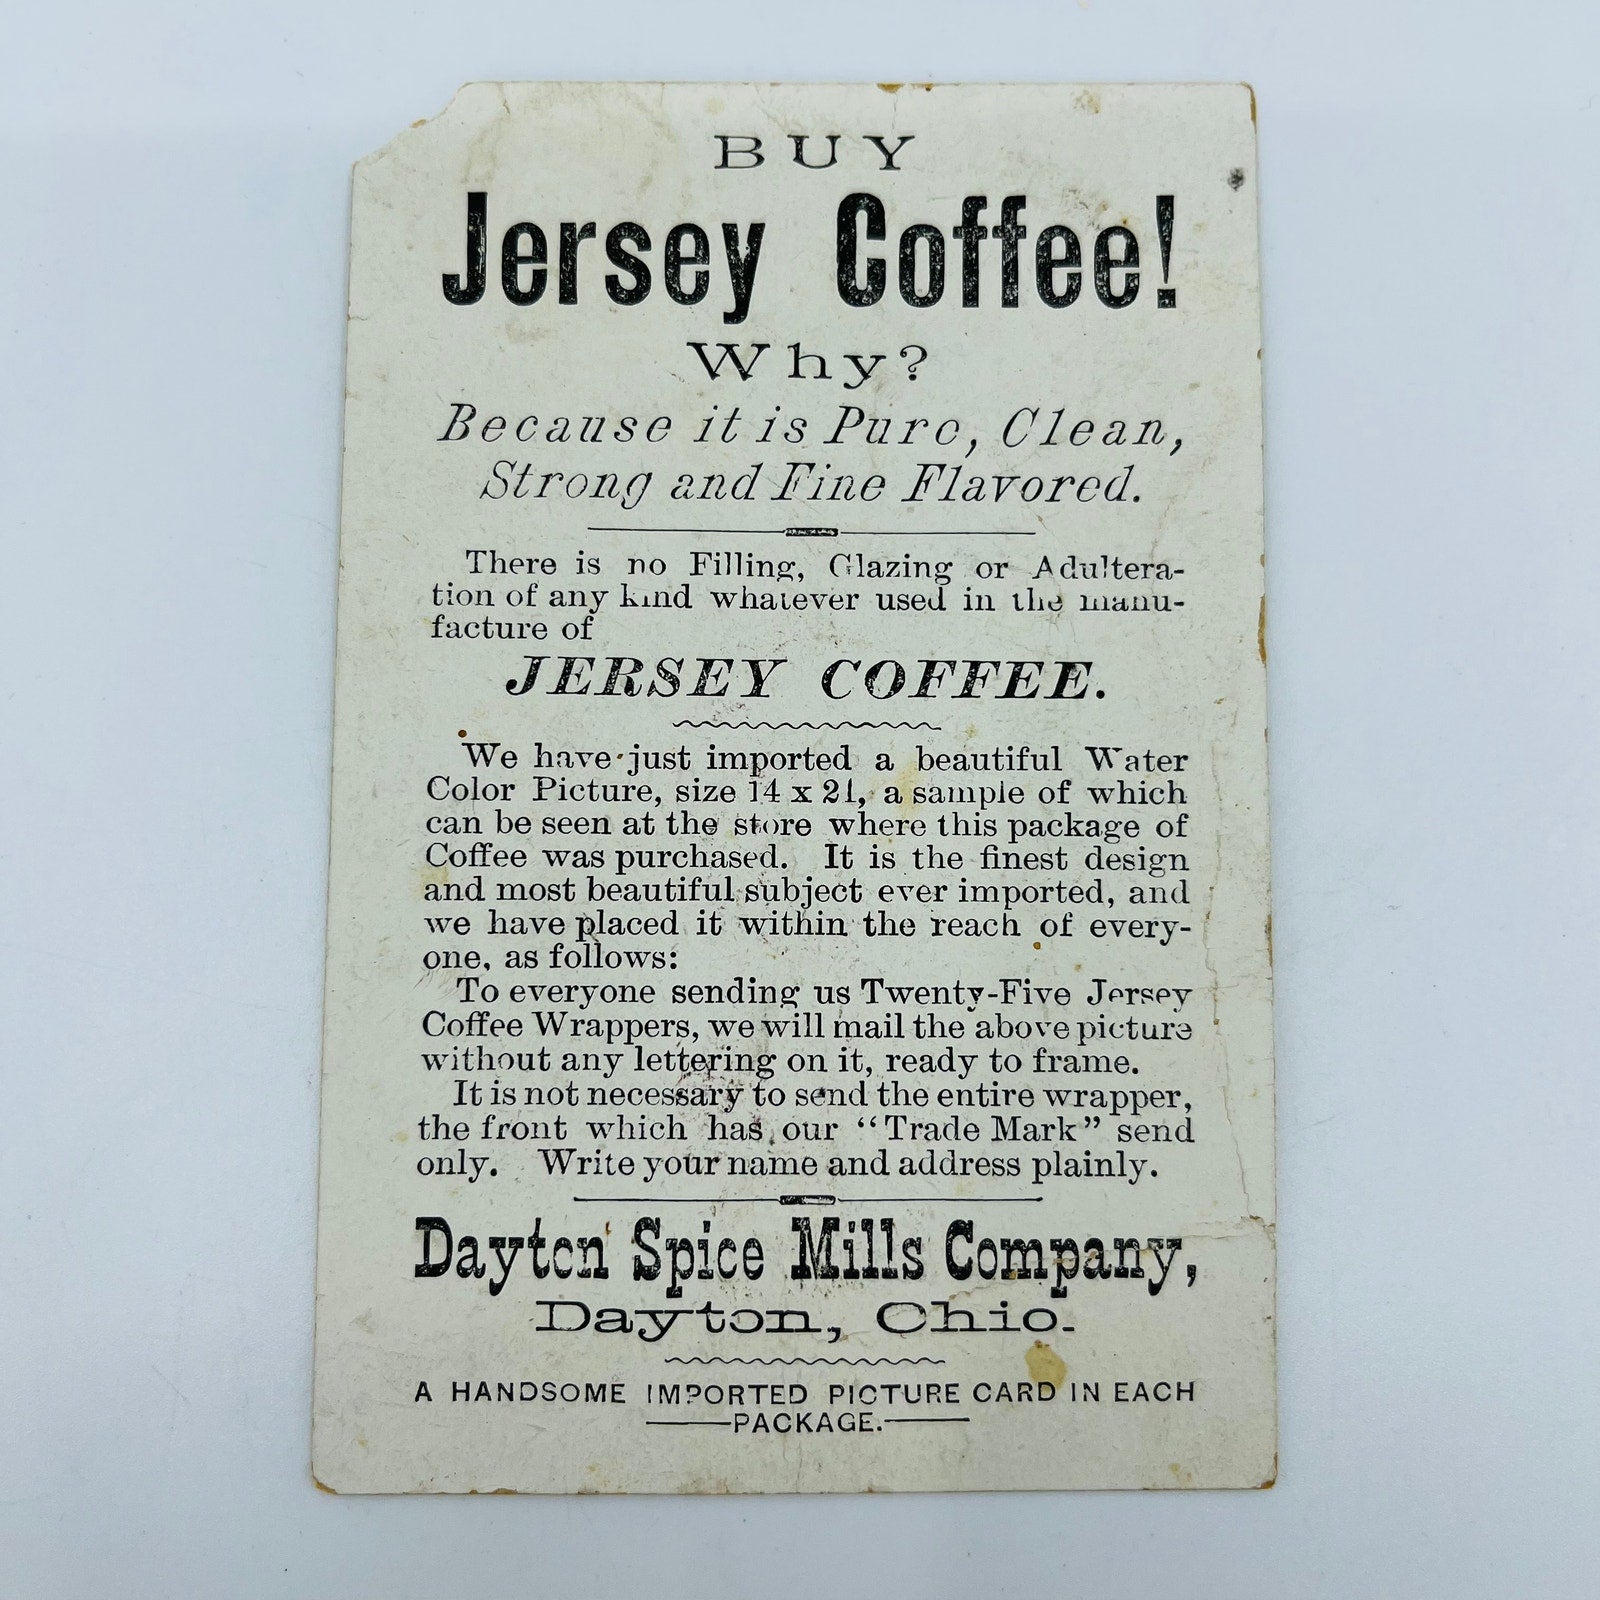 BUY
Jersey Coffee!
Why?
Because it is Pure, Clean,
Strong and Fine Flavored.
There is no Filling, Glazing or Adultera-
tion of any kind whatever used in the manu-
facture of
JERSEY COFFEE.
We have just imported a beautiful Water
Color Picture, size 14 x 21, a sample of which
can be seen at the store where this package of
Coffee was purchased. It is the finest design
and most beautiful subject ever imported, and
we have placed it within the reach of every-
one, as follows:
To everyone sending us Twenty-Five Jersey
Coffee Wrappers, we will mail the above picture
without any lettering on it, ready to frame.
It is not necessary to send the entire wrapper,
the front which has our "Trade Mark" send
only. Write your name and address plainly.
Dayton Spice Mills Company,
Dayton, Ohio.
A HANDSOME IMPORTED PICTURE CARD IN EACH
PACKAGE.